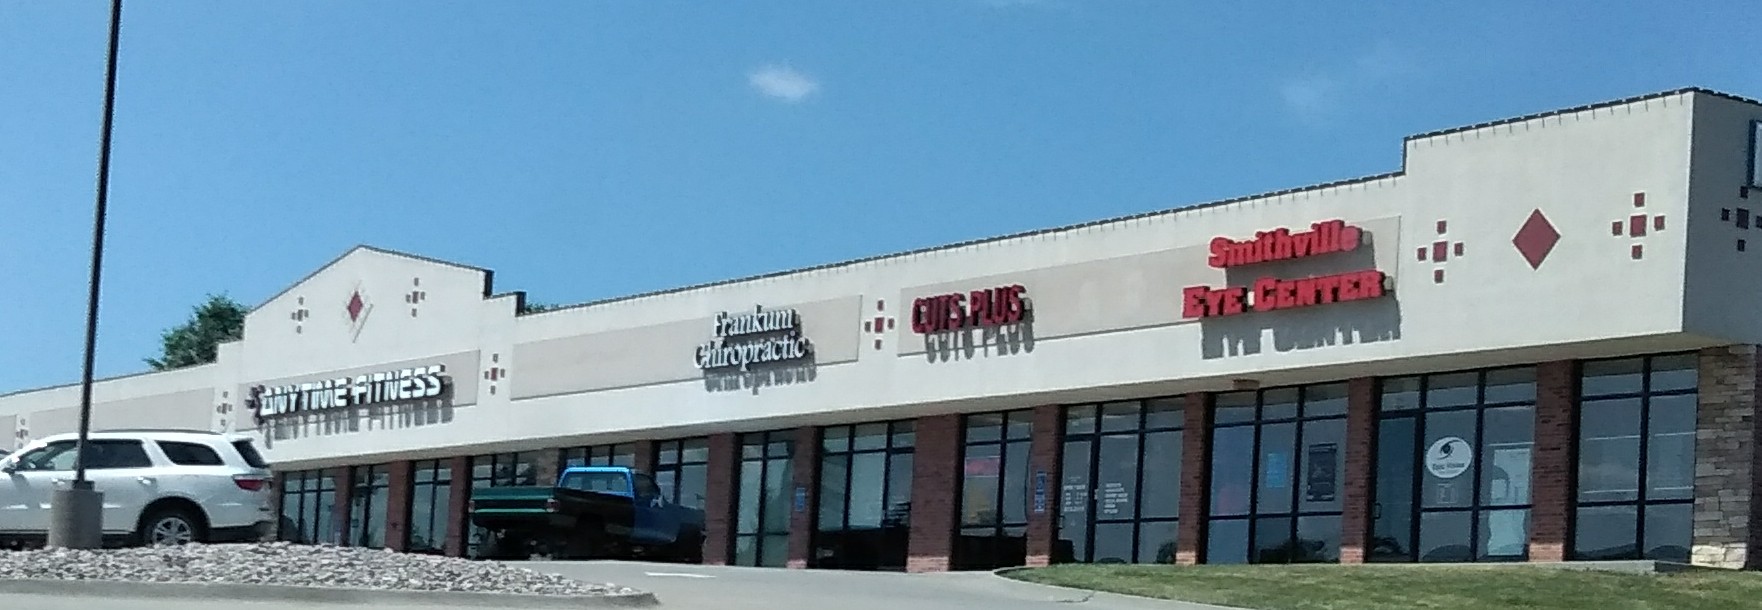 ANYTIME FITNESS
Frankum
Chiropractic
CUTS PLUS
Smithville
EYE CENTER